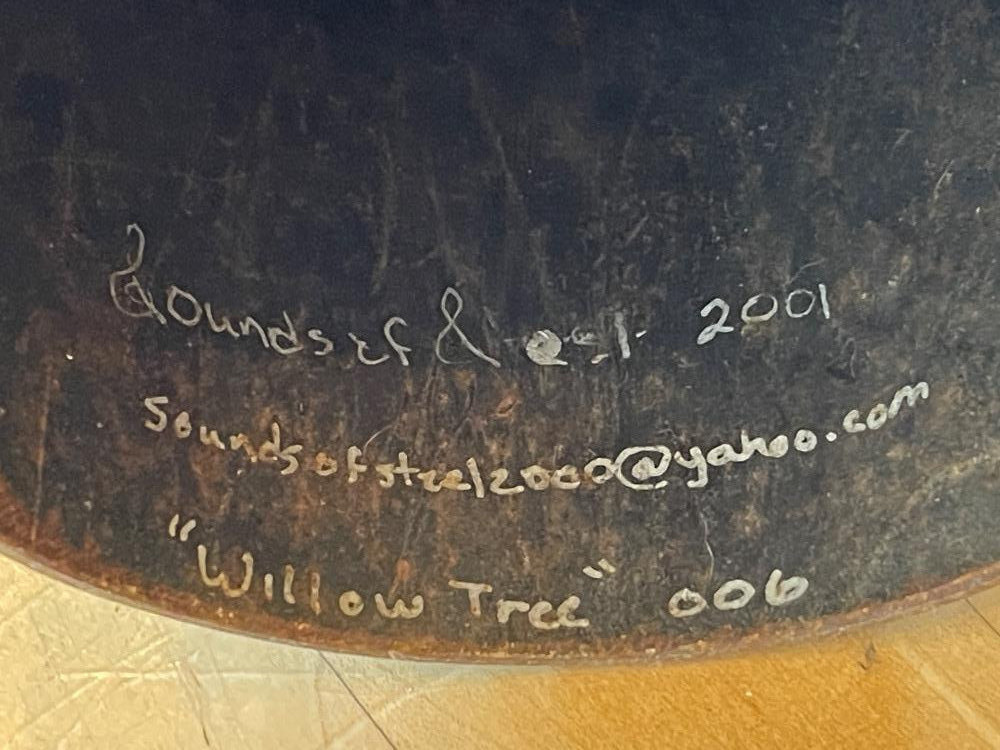 Sounds of Steel 2001
soundsofsteel2000@yahoo.com
"Willow Tree" 006